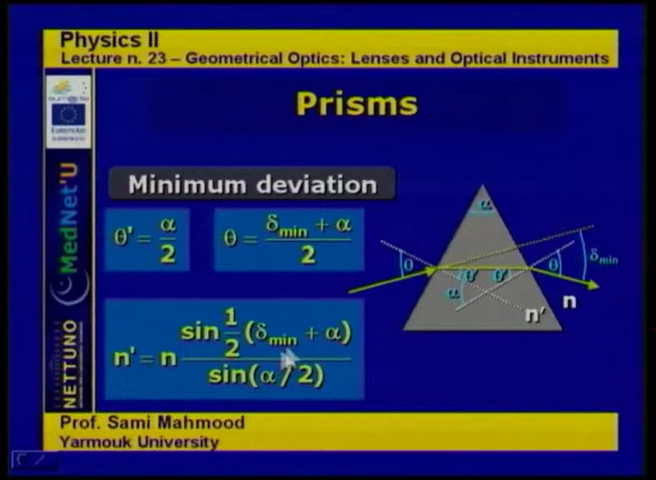 Physics II
Lecture n. 23 – Geometrical Optics: Lenses and Optical Instruments
Prisms
Minimum deviation
θ' = α/2
θ = (δmin + α)/2
n' = n sin 1/2 (δmin + α) / sin(α/2)
α
θ
θ'
θ'
θ
δmin
α
n
n'
MedNet'U
NETTUNO
Prof. Sami Mahmood
Yarmouk University